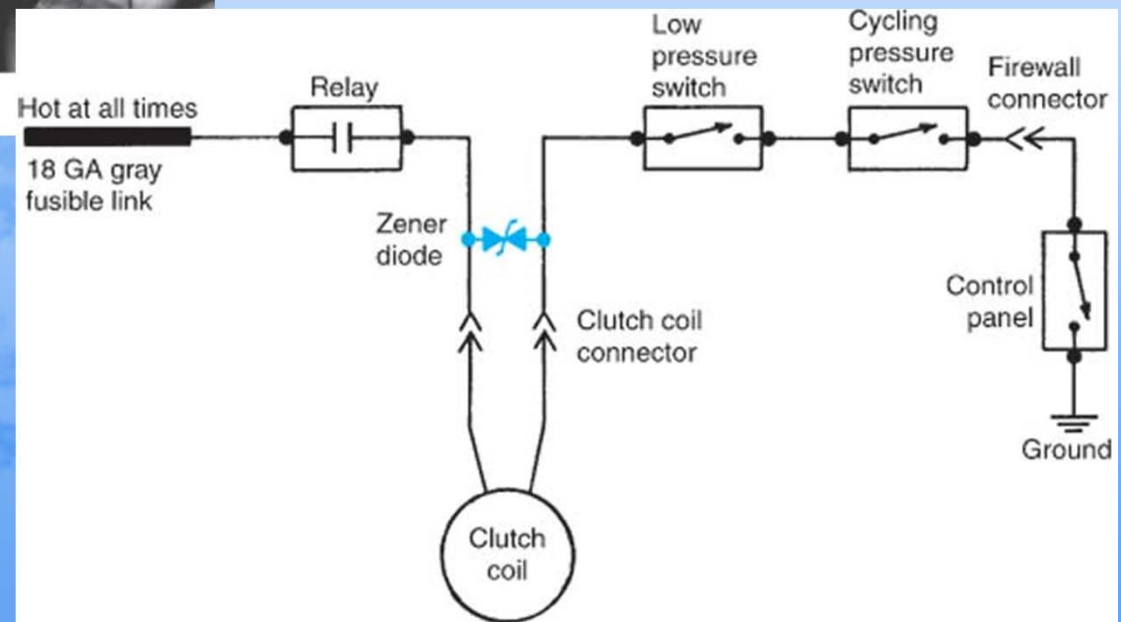 Hot at all times
18 GA gray
fusible link
Relay
Zener
diode
Low
pressure
switch
Cycling
pressure
switch
Firewall
connector
Clutch coil
connector
Control
panel
Ground
Clutch
coil